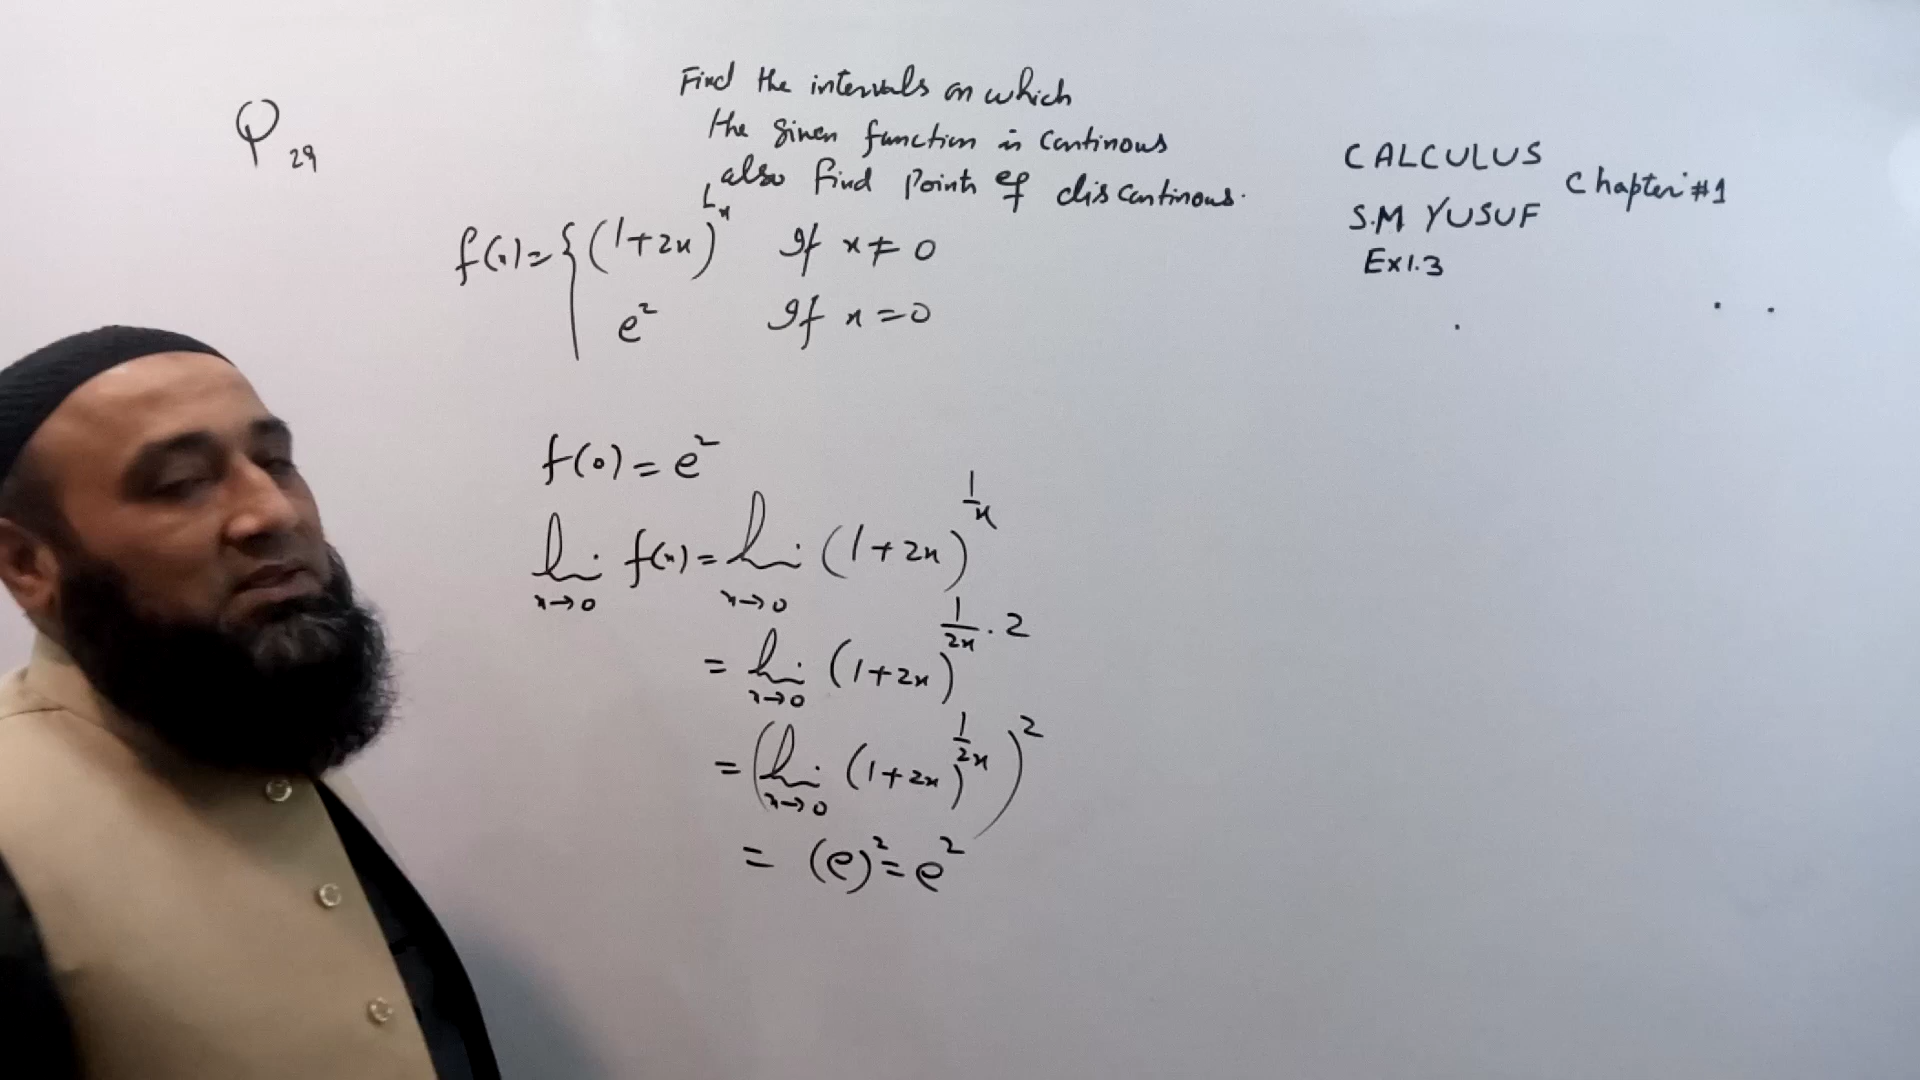 Q 29
Find the intervals on which
the given function is continous
also find points of discontinous.
f(x) = { (1+2x)^1/x If x ≠ 0
e² If x = 0
CALCULUS
S.M YUSUF
Chapter #1
Ex1.3
f(0) = e²
lim x→0 f(x) = lim x→0 (1+2x)^1/x
= lim x→0 (1+2x)^1/2x . 2
= (lim x→0 (1+2x)^1/2x)²
= (e)² = e²